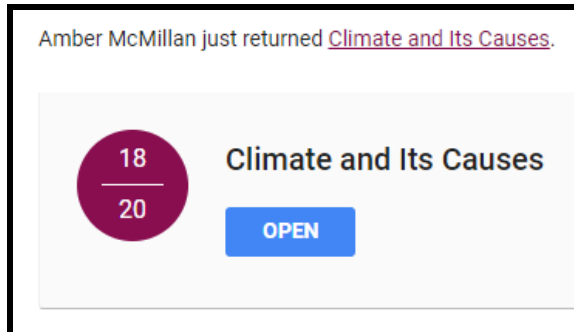 Amber McMillan just returned Climate and Its Causes.
18
20
Climate and Its Causes
OPEN